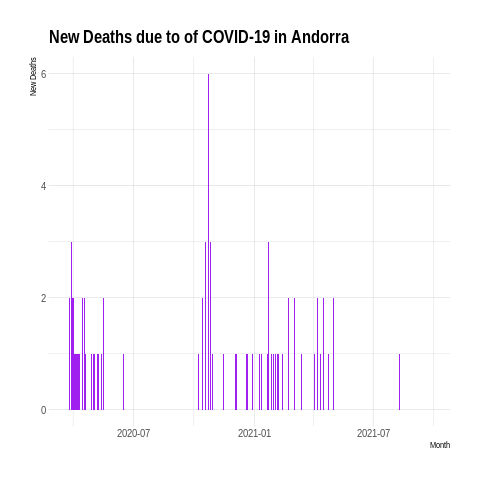 New Deaths due to of COVID-19 in Andorra
New Deaths
6
4
2
0
2020-07
2021-01
2021-07
Month